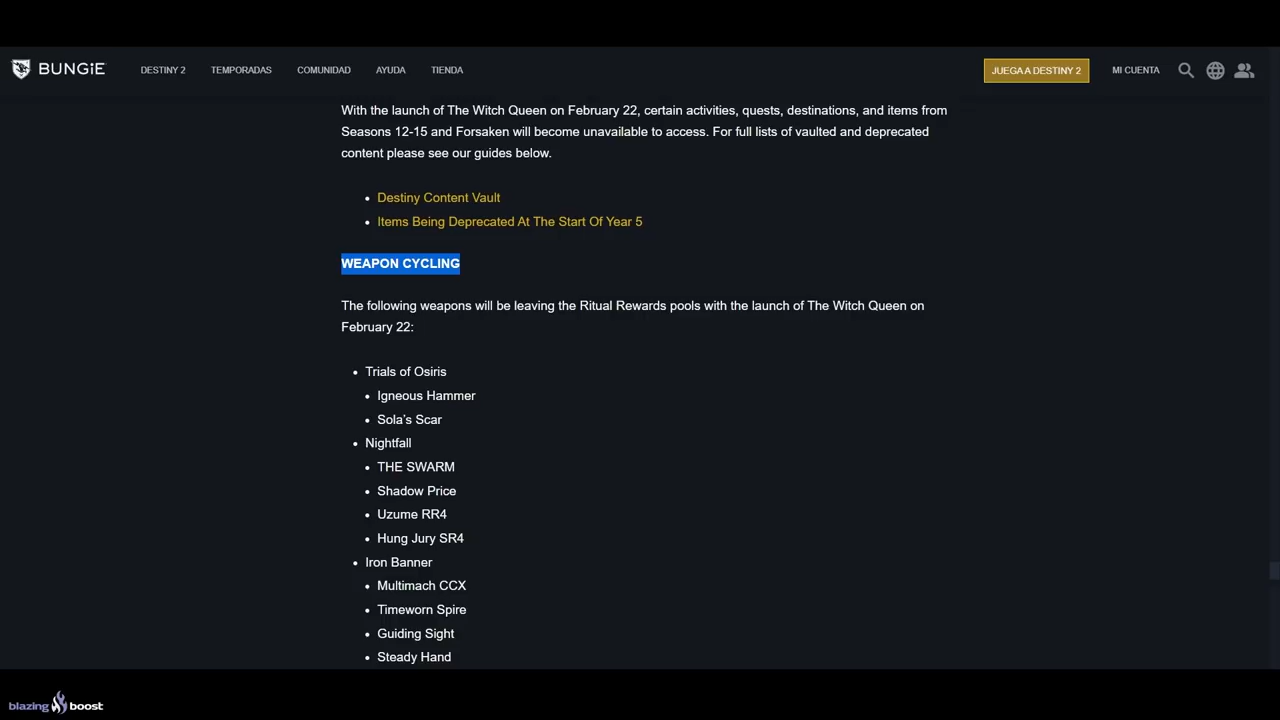 BUNGiE
DESTINY 2
TEMPORADAS
COMUNIDAD
AYUDA
TIENDA
JUEGA A DESTINY 2
MI CUENTA
With the launch of The Witch Queen on February 22, certain activities, quests, destinations, and items from
Seasons 12-15 and Forsaken will become unavailable to access. For full lists of vaulted and deprecated
content please see our guides below.
Destiny Content Vault
Items Being Deprecated At The Start Of Year 5
WEAPON CYCLING
The following weapons will be leaving the Ritual Rewards pools with the launch of The Witch Queen on
February 22:
Trials of Osiris
Igneous Hammer
Sola’s Scar
Nightfall
THE SWARM
Shadow Price
Uzume RR4
Hung Jury SR4
Iron Banner
Multimach CCX
Timeworn Spire
Guiding Sight
Steady Hand
blazing boost